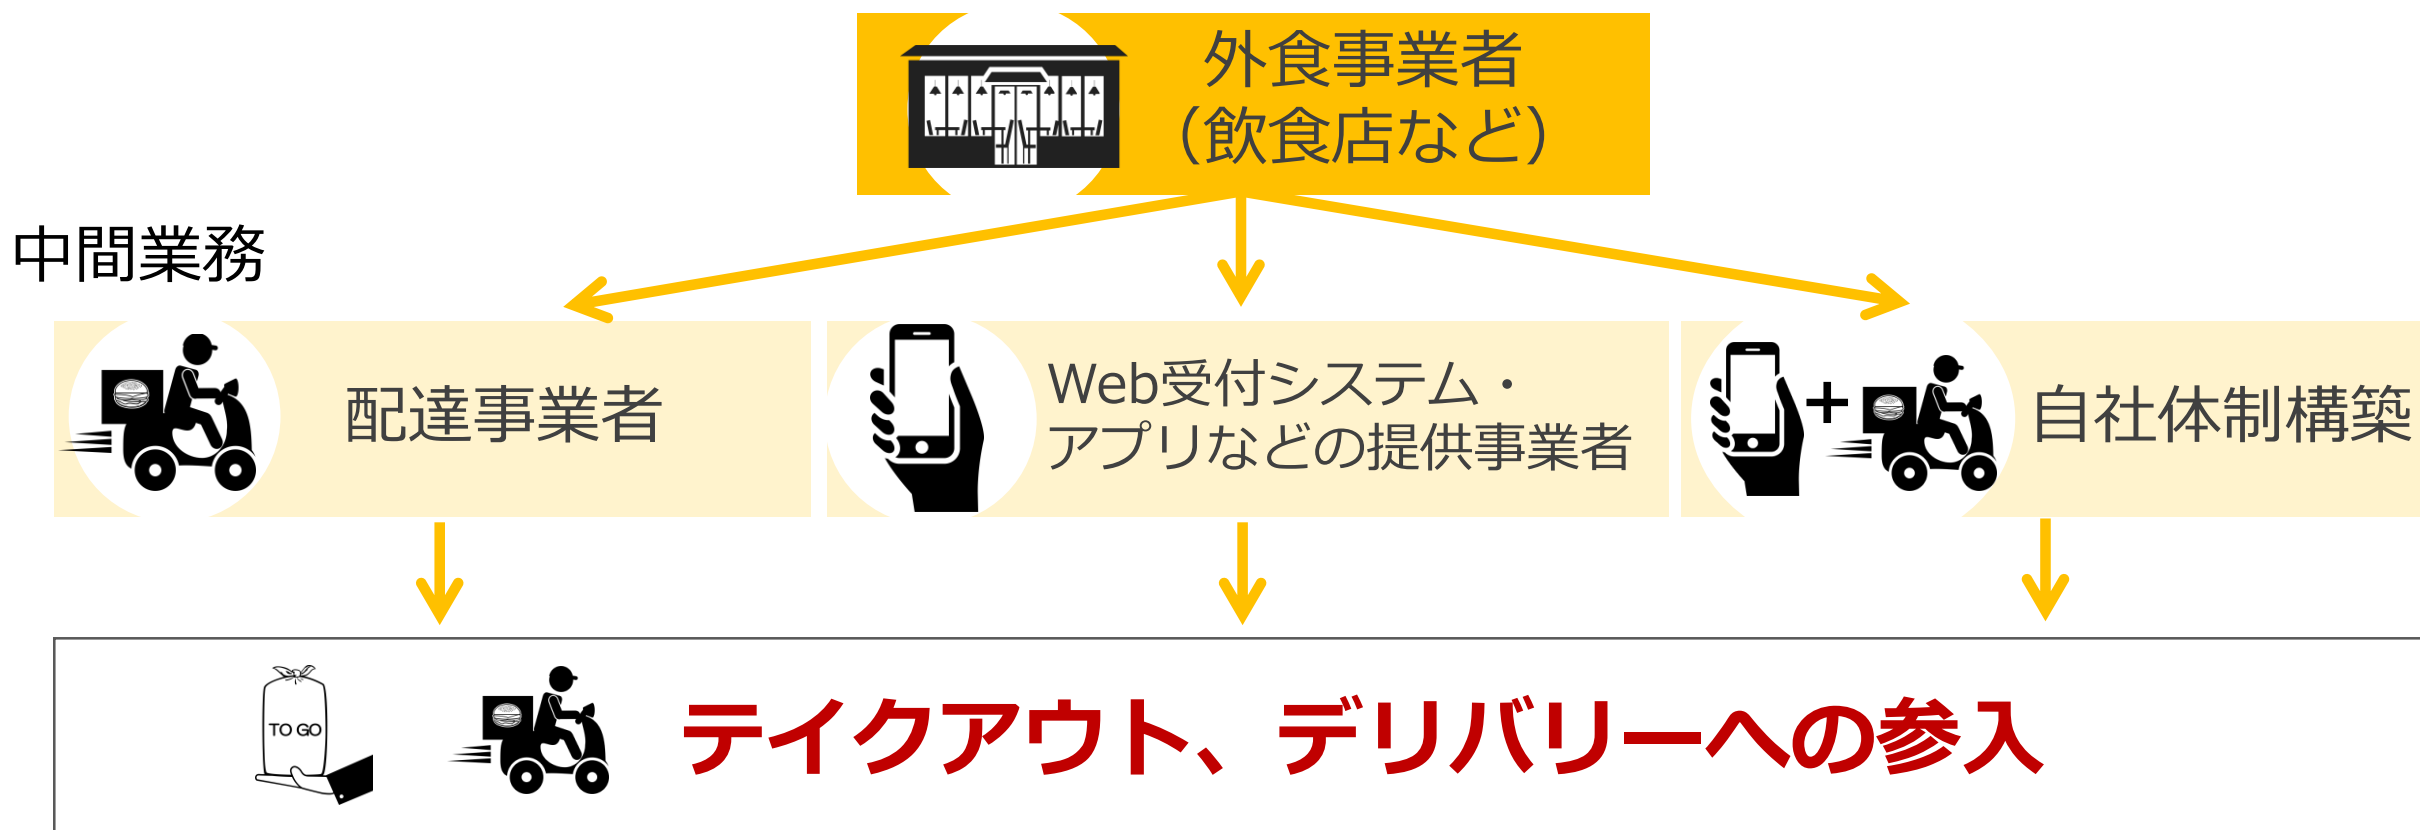 外食事業者
（飲食店など）
中間業務
配達事業者
Web受付システム・
アプリなどの提供事業者
+
自社体制構築
TO GO
テイクアウト、デリバリーへの参入